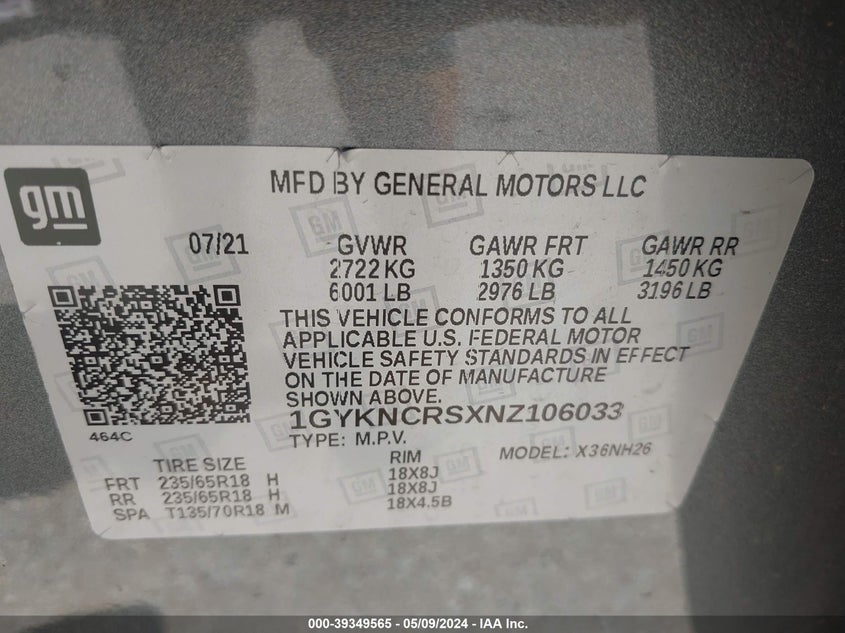 gm
MFD BY GENERAL MOTORS LLC
07/21 GVWR GAWR FRT GAWR RR
2722 KG 1350 KG 1450 KG
6001 LB 2976 LB 3196 LB
THIS VEHICLE CONFORMS TO ALL
APPLICABLE U.S. FEDERAL MOTOR
VEHICLE SAFETY STANDARDS IN EFFECT
ON THE DATE OF MANUFACTURE
SHOWN ABOVE.
1GYKNCRSXNZ106033
464C
TYPE: M.P.V. MODEL: X36NH26
TIRE SIZE RIM
FRT 235/65R18 H 18X8J
RR 235/65R18 H 18X8J
SPA T135/70R18 M 18X4.5B
000-39349565 - 05/09/2024 - IAA Inc.